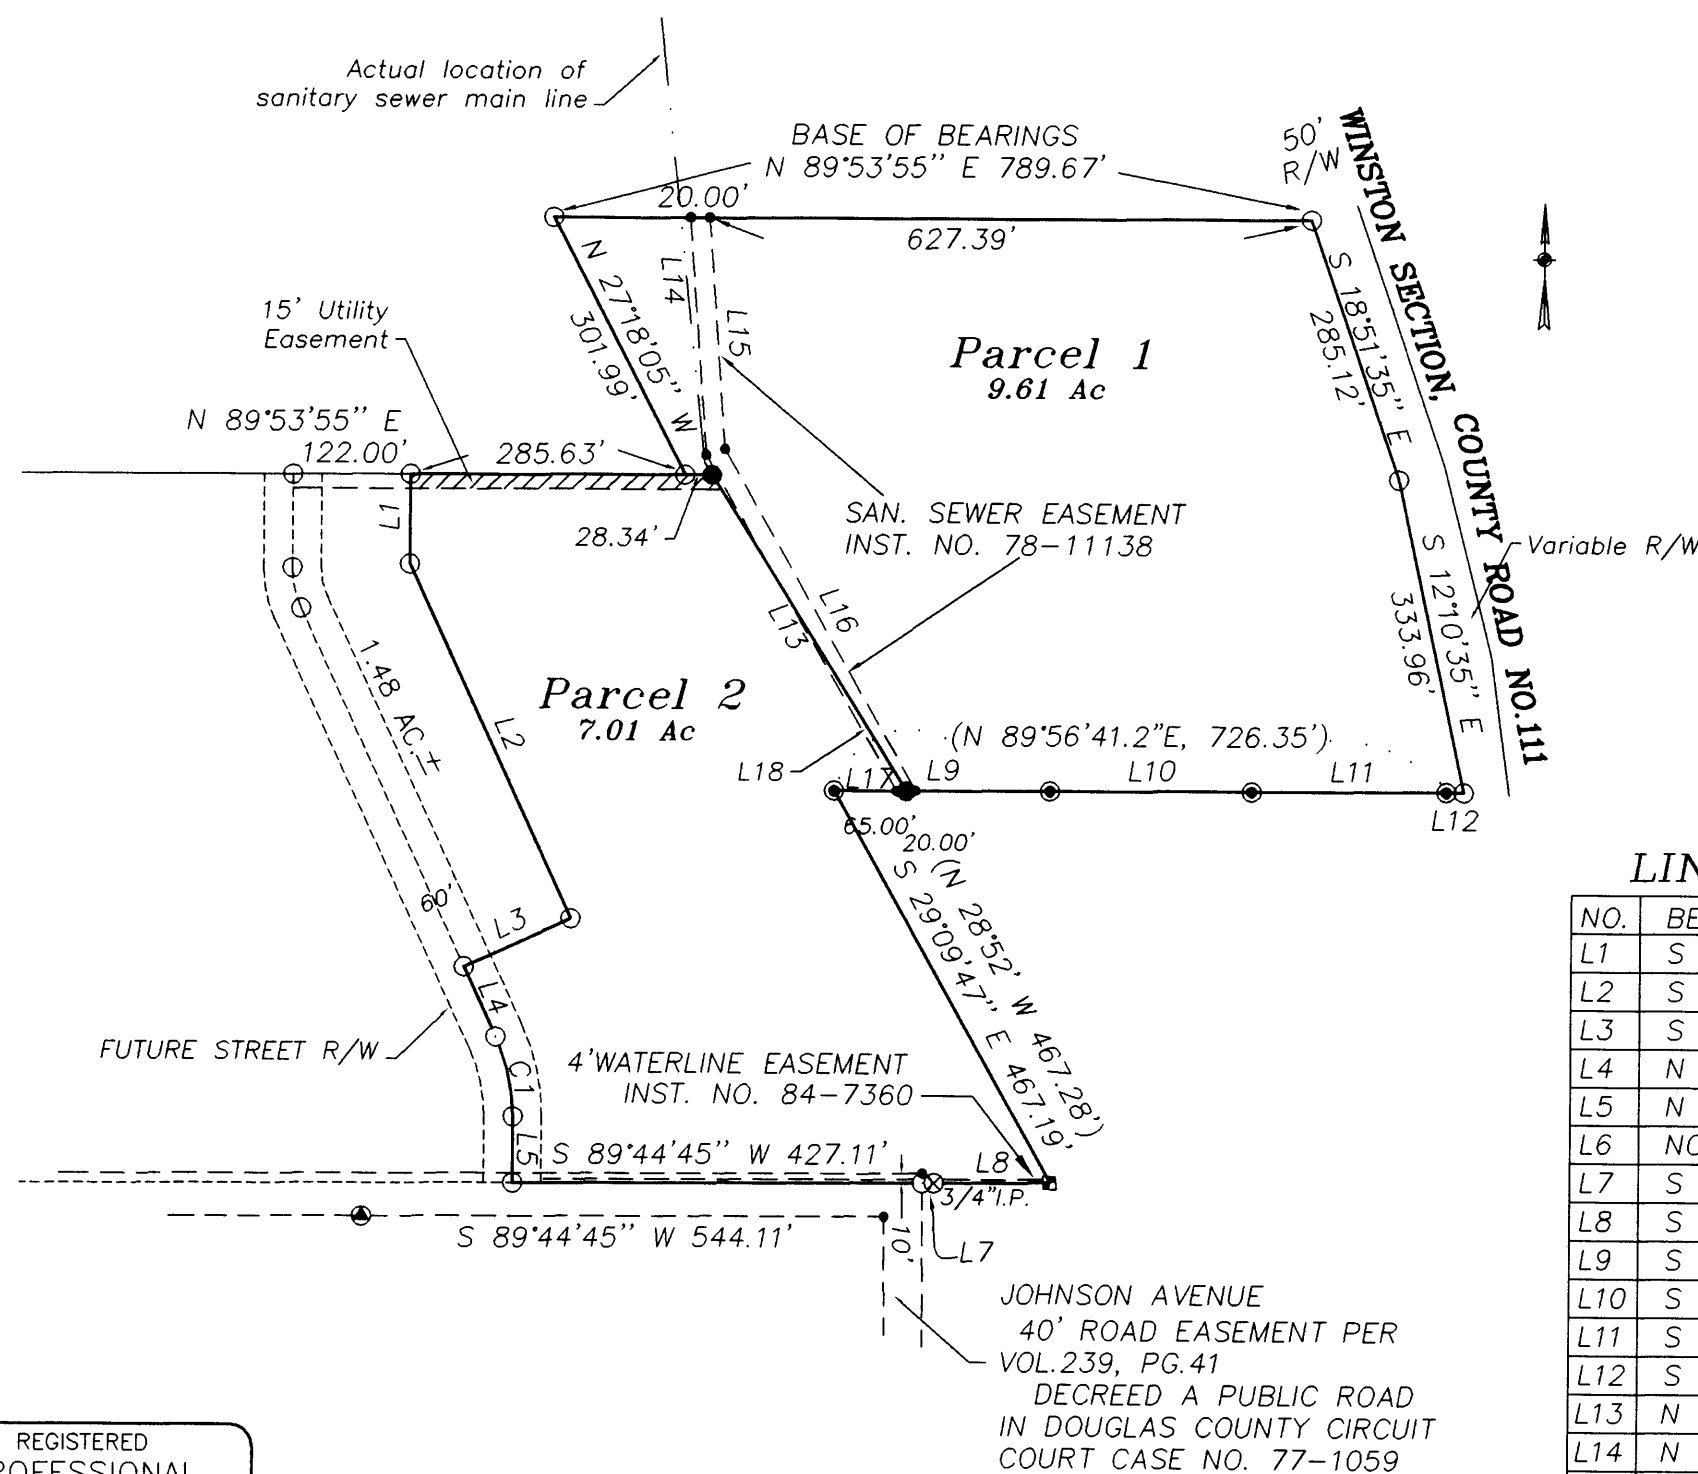 Actual location of
sanitary sewer main line
BASE OF BEARINGS
N 89°53'55" E 789.67'
20.00'
627.39'
50'
R/W
WINSTON SECTION, COUNTY ROAD NO.111
S 18°51'35" E
285.12'
N 27°18'05" W
301.99'
L14
L15
15' Utility
Easement
Parcel 1
9.61 Ac
N 89°53'55" E
122.00'
285.63'
28.34'
L7
SAN. SEWER EASEMENT
INST. NO. 78-11138
Variable R/W
S 12°10'35" E
333.96'
L13
L16
1.48 AC.±
L2
Parcel 2
7.01 Ac
(N 89°56'41.2"E, 726.35')
L18
L17
L9
L10
L11
L12
65.00'
20.00'
(N 28°52' W 467.28')
S 29°09'47" E 467.19'
60'
L3
L4
C1
L5
FUTURE STREET R/W
4'WATERLINE EASEMENT
INST. NO. 84-7360
S 89°44'45" W 427.11'
L8
3/4"I.P.
S 89°44'45" W 544.11'
10'
L7
JOHNSON AVENUE
40' ROAD EASEMENT PER
VOL.239, PG.41
DECREED A PUBLIC ROAD
IN DOUGLAS COUNTY CIRCUIT
COURT CASE NO. 77-1059
LIN
NO. BE
L1 S
L2 S
L3 S
L4 N
L5 N
L6 NO
L7 S
L8 S
L9 S
L10 S
L11 S
L12 S
L13 N
L14 N
REGISTERED
ROFESSIONAL